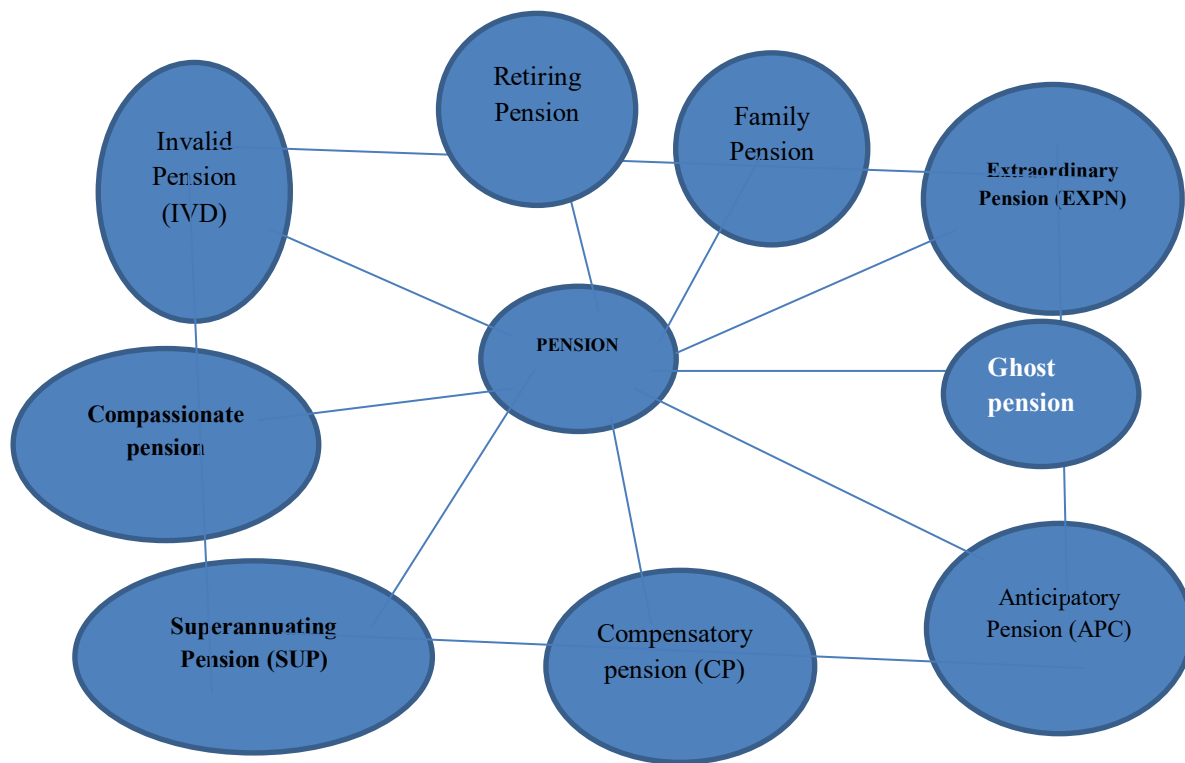 Retiring
Pension
Family
Pension
Invalid
Pension
(IVD)
Extraordinary
Pension (EXPN)
PENSION
Ghost
pension
Compassionate
pension
Anticipatory
Pension (APC)
Superannuating
Pension (SUP)
Compensatory
pension (CP)